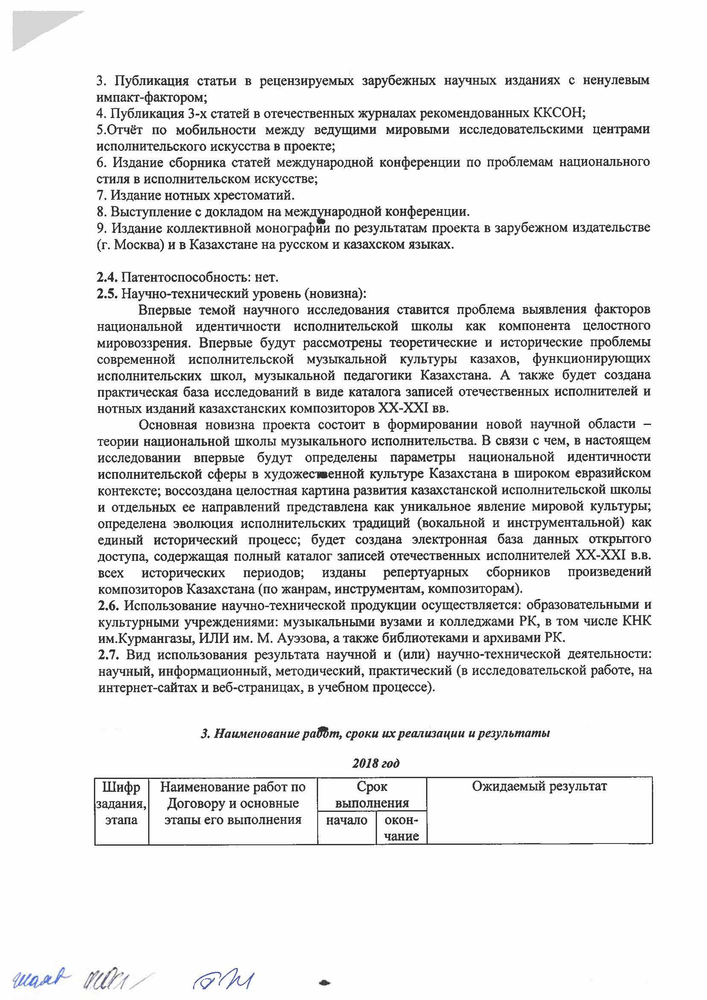 3. Публикация статьи в рецензируемых зарубежных научных изданиях с ненулевым
импакт-фактором;
4. Публикация 3-х статей в отечественных журналах рекомендованных ККСОН;
5.Отчёт по мобильности между ведущими мировыми исследовательскими центрами
исполнительского искусства в проекте;
6. Издание сборника статей международной конференции по проблемам национального
стиля в исполнительском искусстве;
7. Издание нотных хрестоматий.
8. Выступление с докладом на международной конференции.
9. Издание коллективной монографии по результатам проекта в зарубежном издательстве
(г. Москва) и в Казахстане на русском и казахском языках.
2.4. Патентоспособность: нет.
2.5. Научно-технический уровень (новизна):
Впервые темой научного исследования ставится проблема выявления факторов
национальной идентичности исполнительской школы как компонента целостного
мировоззрения. Впервые будут рассмотрены теоретические и исторические проблемы
современной исполнительской музыкальной культуры казахов, функционирующих
исполнительских школ, музыкальной педагогики Казахстана. А также будет создана
практическая база исследований в виде каталога записей отечественных исполнителей и
нотных изданий казахстанских композиторов XX-XXI вв.
Основная новизна проекта состоит в формировании новой научной области –
теории национальной школы музыкального исполнительства. В связи с чем, в настоящем
исследовании впервые будут определены параметры национальной идентичности
исполнительской сферы в художественной культуре Казахстана в широком евразийском
контексте; воссоздана целостная картина развития казахстанской исполнительской школы
и отдельных ее направлений представлена как уникальное явление мировой культуры;
определена эволюция исполнительских традиций (вокальной и инструментальной) как
единый исторический процесс; будет создана электронная база данных открытого
доступа, содержащая полный каталог записей отечественных исполнителей XX-XXI в.в.
всех исторических периодов; изданы репертуарных сборников произведений
композиторов Казахстана (по жанрам, инструментам, композиторам).
2.6. Использование научно-технической продукции осуществляется: образовательными и
культурными учреждениями: музыкальными вузами и колледжами РК, в том числе КНК
им.Курмангазы, ИЛИ им. М. Ауэзова, а также библиотеками и архивами РК.
2.7. Вид использования результата научной и (или) научно-технической деятельности:
научный, информационный, методический, практический (в исследовательской работе, на
интернет-сайтах и веб-страницах, в учебном процессе).
3. Наименование работ, сроки их реализации и результаты
2018 год
Шифр
задания,
этапа
Наименование работ по
Договору и основные
этапы его выполнения
Срок
выполнения
начало
окон-
чание
Ожидаемый результат